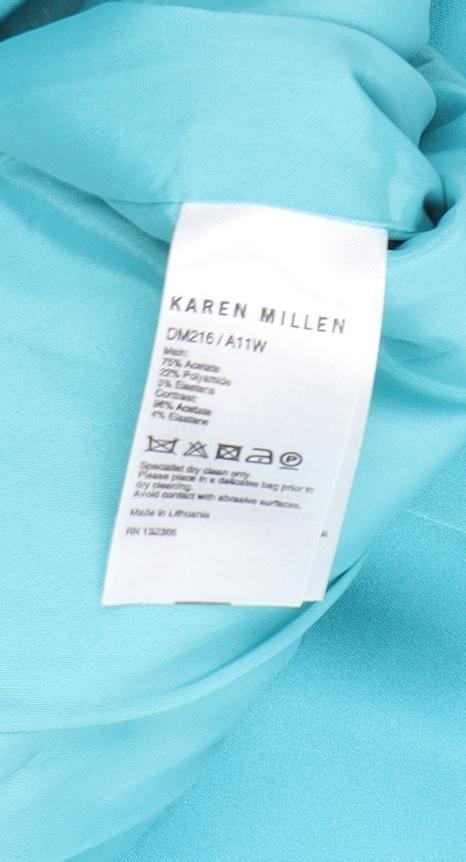 KAREN MILLEN
DM216 / A11W
Main:
75% Acetate
22% Polyamide
3% Elastane
Contrast:
96% Acetate
4% Elastane
P
Specialist dry clean only
Please place in a delicates bag prior to
dry cleaning.
Avoid contact with abrasive surfaces.
Made in Lithuania
RN 132386